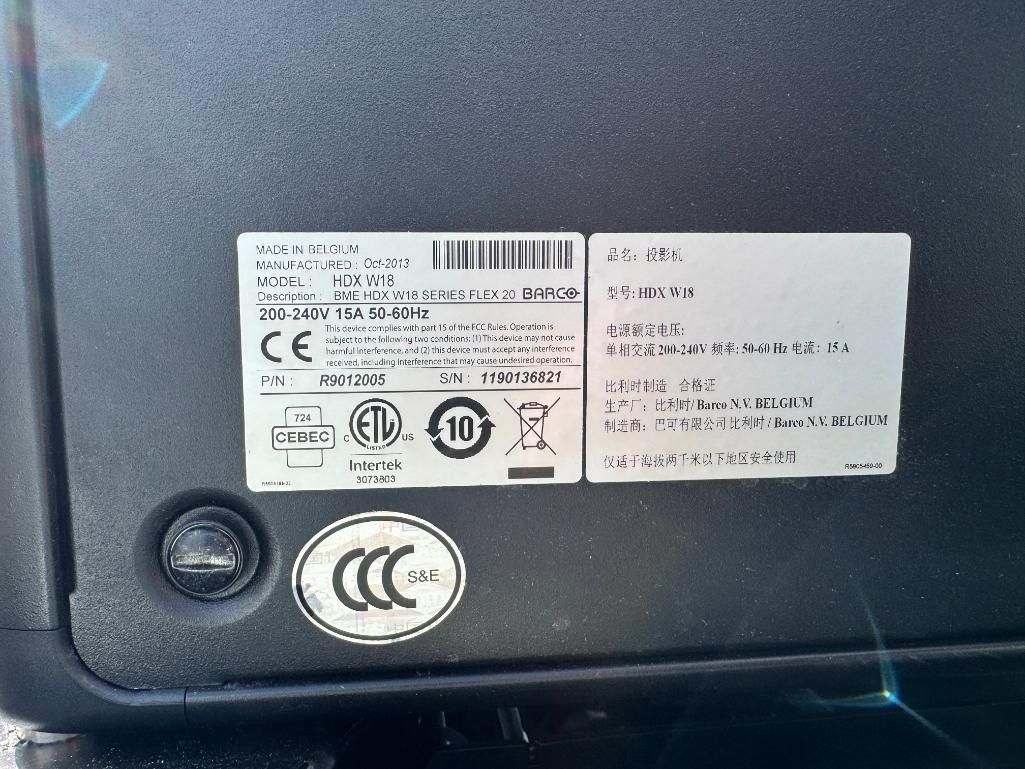 MADE IN BELGIUM
MANUFACTURED : Oct-2013
MODEL : HDX W18
Description : BME HDX W18 SERIES FLEX 20 BARCO
200-240V 15A 50-60Hz
CE
This device complies with part 15 of the FCC Rules. Operation is
subject to the following two conditions: (1) This device may not cause
harmful interference, and (2) this device must accept any interference
received, including interference that may cause undesired operation.
P/N : R9012005 S/N : 1190136821
724
CEBEC
C ETL US
LISTED
Intertek
3073803
10
品名: 投影机
型号: HDX W18
电源额定电压:
单相交流 200-240V 频率: 50-60 Hz 电流: 15 A
比利时制造 合格证
生产厂: 比利时/ Barco N.V. BELGIUM
制造商: 巴可有限公司 比利时 / Barco N.V. BELGIUM
仅适于海拔两千米以下地区安全使用
R5905459-00
CCC S&E